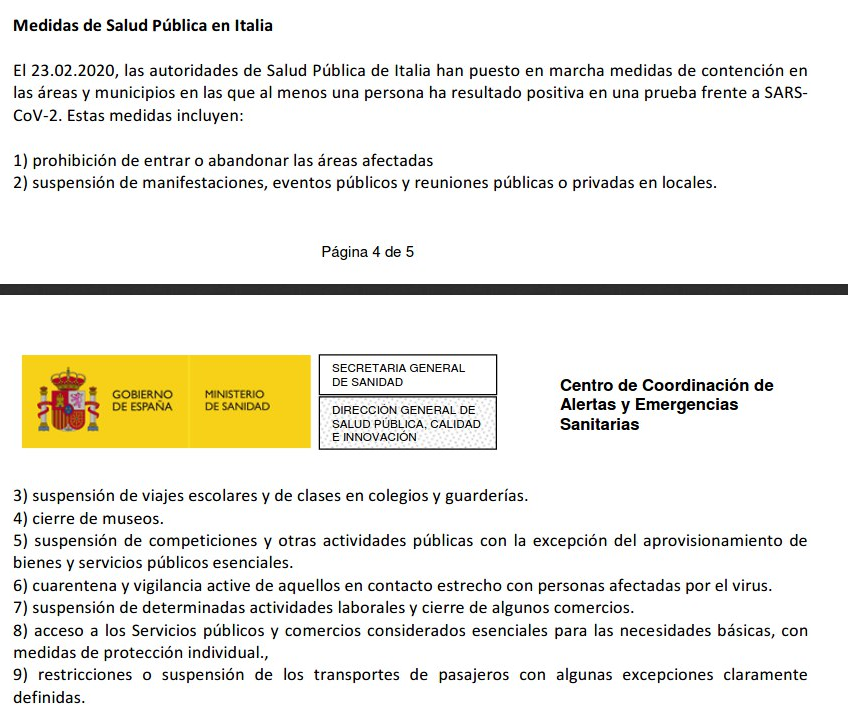 Medidas de Salud Pública en Italia
El 23.02.2020, las autoridades de Salud Pública de Italia han puesto en marcha medidas de contención en
las áreas y municipios en las que al menos una persona ha resultado positiva en una prueba frente a SARS-
CoV-2. Estas medidas incluyen:
1) prohibición de entrar o abandonar las áreas afectadas
2) suspensión de manifestaciones, eventos públicos y reuniones públicas o privadas en locales.
Página 4 de 5
GOBIERNO
DE ESPAÑA
MINISTERIO
DE SANIDAD
SECRETARIA GENERAL
DE SANIDAD
DIRECCIÓN GENERAL DE
SALUD PÚBLICA, CALIDAD
E INNOVACIÓN
Centro de Coordinación de
Alertas y Emergencias
Sanitarias
3) suspensión de viajes escolares y de clases en colegios y guarderías.
4) cierre de museos.
5) suspensión de competiciones y otras actividades públicas con la excepción del aprovisionamiento de
bienes y servicios públicos esenciales.
6) cuarentena y vigilancia active de aquellos en contacto estrecho con personas afectadas por el virus.
7) suspensión de determinadas actividades laborales y cierre de algunos comercios.
8) acceso a los Servicios públicos y comercios considerados esenciales para las necesidades básicas, con
medidas de protección individual.,
9) restricciones o suspensión de los transportes de pasajeros con algunas excepciones claramente
definidas.